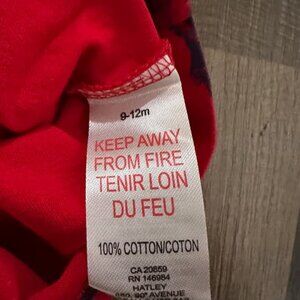 9-12m
KEEP AWAY
FROM FIRE
TENIR LOIN
DU FEU
100% COTTON/COTON
CA 20859
RN 146984
HATLEY